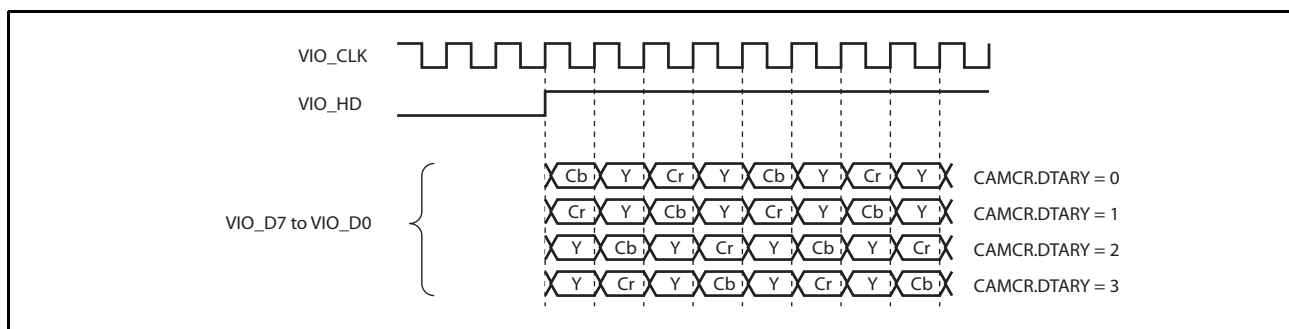 VIO_CLK
VIO_HD
VIO_D7 to VIO_D0
Cb Y Cr Y Cb Y Cr Y CAMCR.DTARY = 0
Cr Y Cb Y Cr Y Cb Y CAMCR.DTARY = 1
Y Cb Y Cr Y Cb Y Cr CAMCR.DTARY = 2
Y Cr Y Cb Y Cr Y Cb CAMCR.DTARY = 3